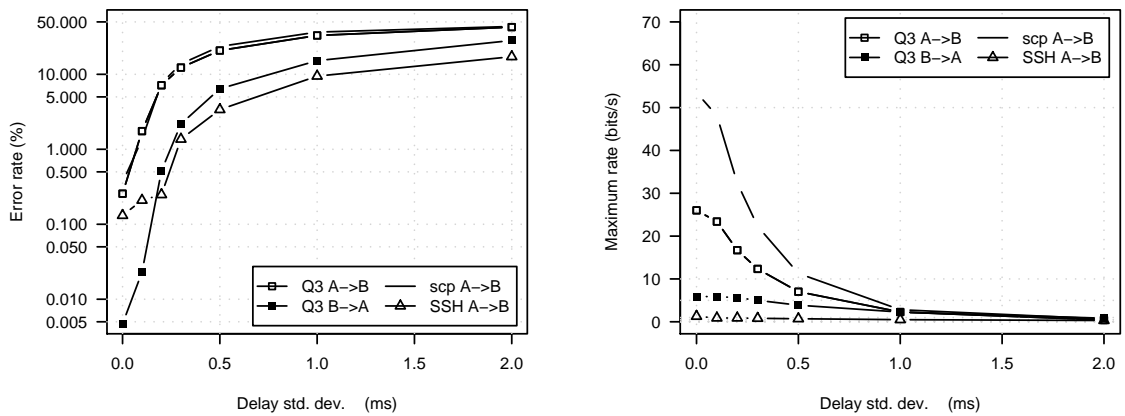 50.000
10.000
5.000
1.000
0.500
0.100
0.050
0.010
0.005
Error rate (%)
Q3 A->B
scp A->B
Q3 B->A
SSH A->B
0.0 0.5 1.0 1.5 2.0
Delay std. dev. (ms)
70
60
50
40
30
20
10
0
Maximum rate (bits/s)
Q3 A->B
scp A->B
Q3 B->A
SSH A->B
0.0 0.5 1.0 1.5 2.0
Delay std. dev. (ms)